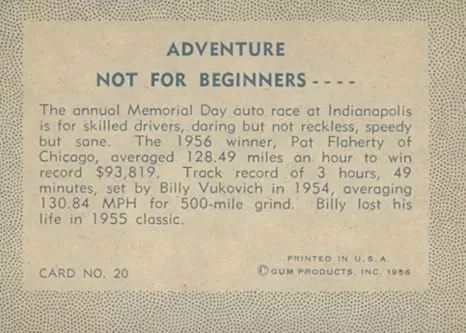 ADVENTURE
NOT FOR BEGINNERS----
The annual Memorial Day auto race at Indianapolis
is for skilled drivers, daring but not reckless, speedy
but sane. The 1956 winner, Pat Flaherty of
Chicago, averaged 128.49 miles an hour to win
record $93,819. Track record of 3 hours, 49
minutes, set by Billy Vukovich in 1954, averaging
130.84 MPH for 500-mile grind. Billy lost his
life in 1955 classic.
PRINTED IN U.S.A.
CARD NO. 20 ©GUM PRODUCTS, INC. 1956